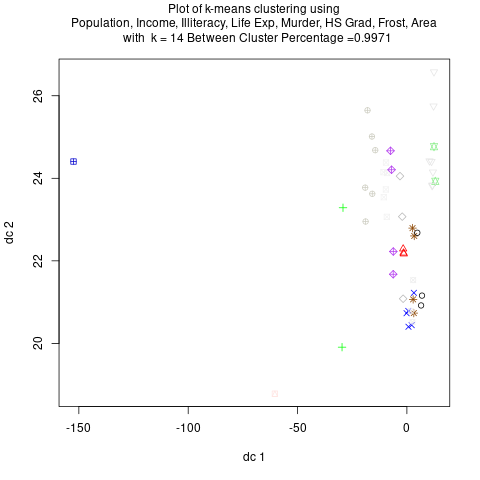 Plot of k-means clustering using
Population, Income, Illiteracy, Life Exp, Murder, HS Grad, Frost, Area
with k = 14 Between Cluster Percentage =0.9971
26
24
22
20
dc 2
-150
-100
-50
0
dc 1